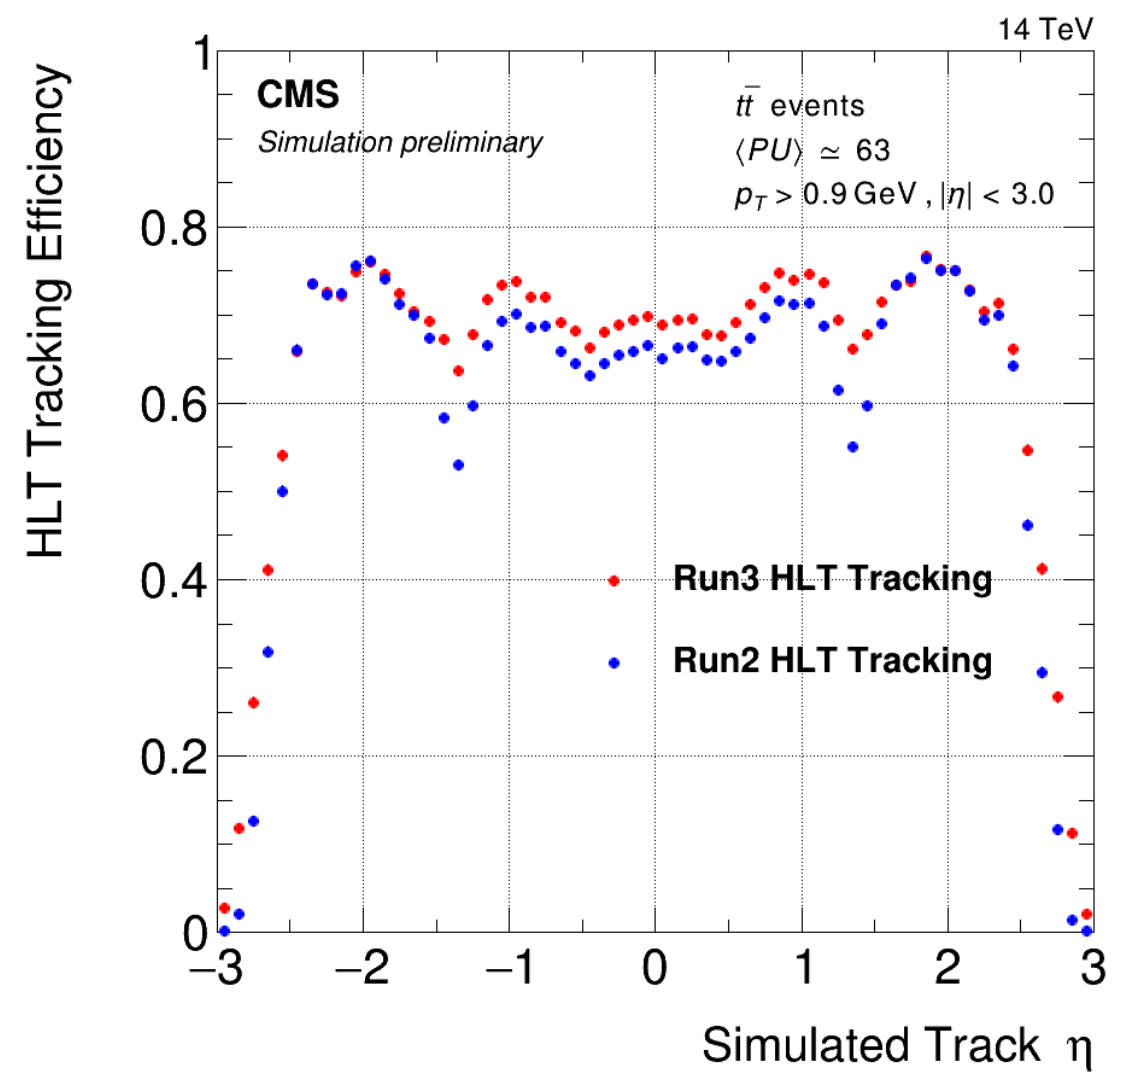 14 TeV
HLT Tracking Efficiency
1
0.8
0.6
0.4
0.2
0
CMS
Simulation preliminary
tt̅ events
⟨PU⟩ ≃ 63
p_T > 0.9 GeV , |η| < 3.0
Run3 HLT Tracking
Run2 HLT Tracking
−3 −2 −1 0 1 2 3
Simulated Track η